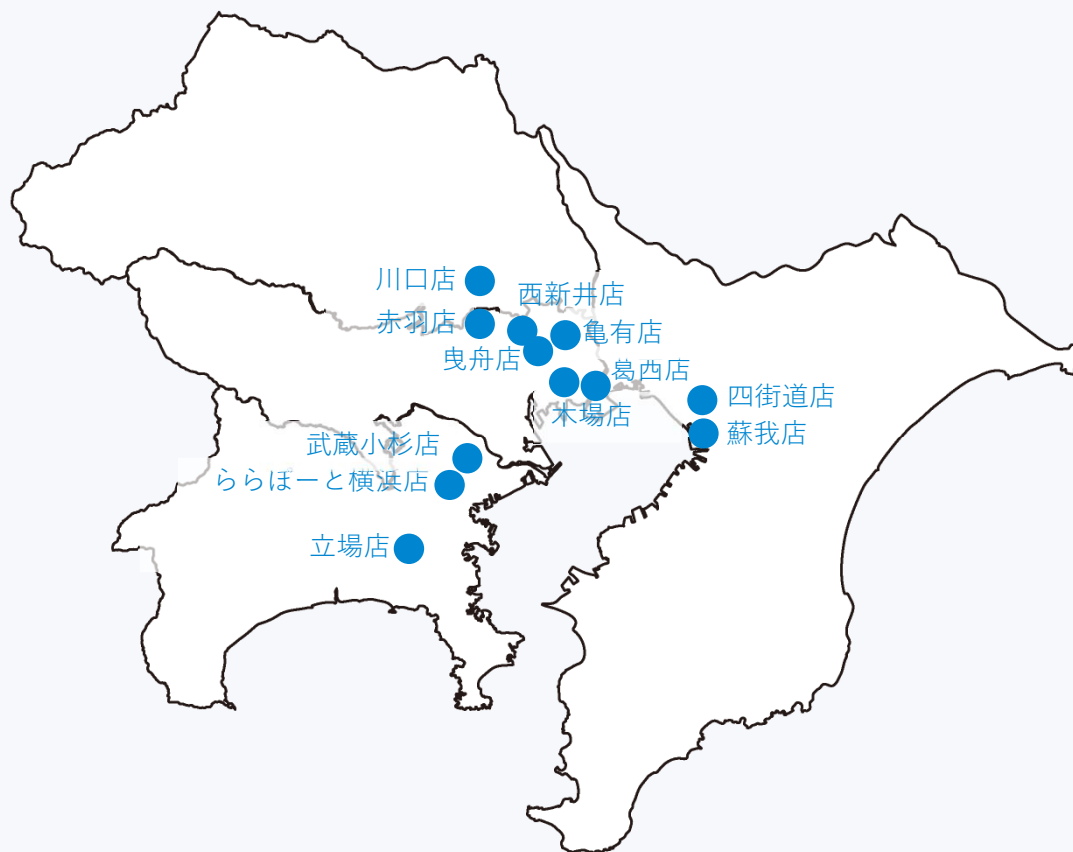 川口店
西新井店
赤羽店
亀有店
曳舟店
葛西店
木場店
四街道店
蘇我店
武蔵小杉店
ららぽーと横浜店
立場店